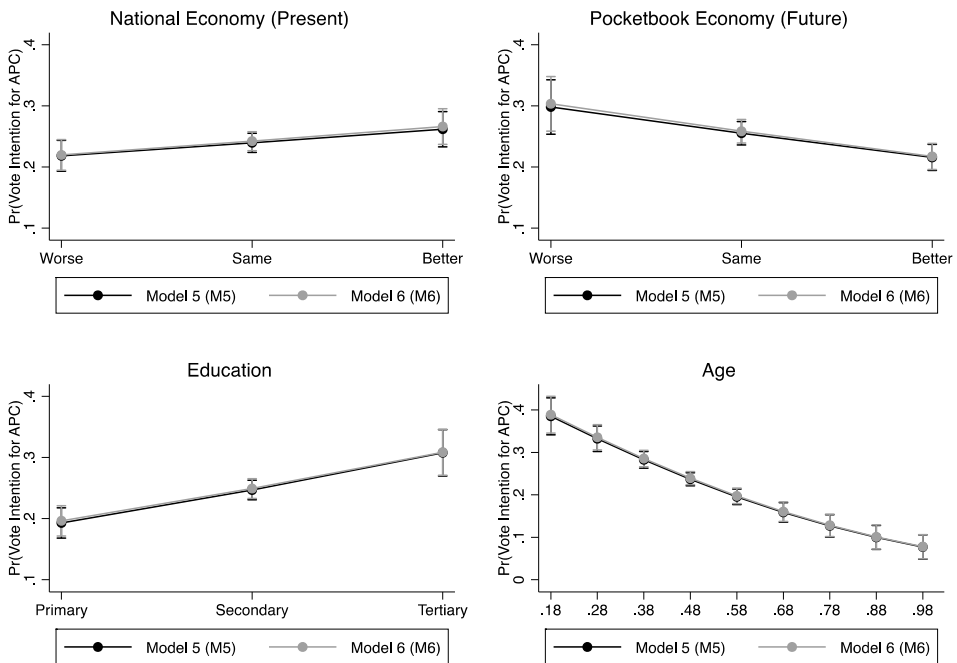 National Economy (Present)
Pr(Vote Intention for APC)
.4
.3
.2
.1
Worse Same Better
Model 5 (M5) Model 6 (M6)
Pocketbook Economy (Future)
Pr(Vote Intention for APC)
.4
.3
.2
.1
Worse Same Better
Model 5 (M5) Model 6 (M6)
Education
Pr(Vote Intention for APC)
.4
.3
.2
.1
Primary Secondary Tertiary
Model 5 (M5) Model 6 (M6)
Age
Pr(Vote Intention for APC)
.4
.3
.2
.1
0
.18 .28 .38 .48 .58 .68 .78 .88 .98
Model 5 (M5) Model 6 (M6)